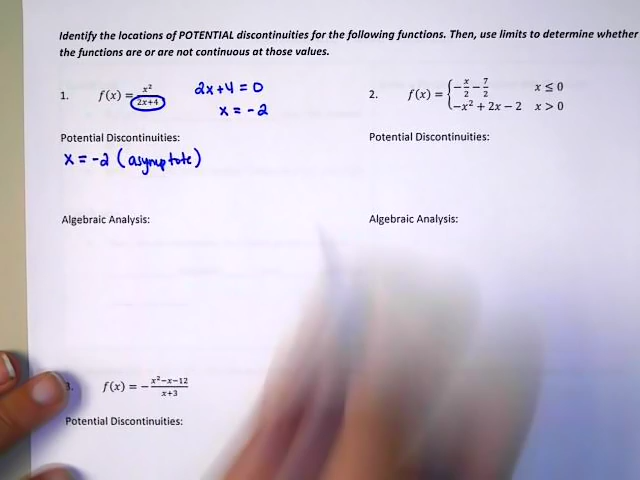 Identify the locations of POTENTIAL discontinuities for the following functions. Then, use limits to determine whether
the functions are or are not continuous at those values.
1. f(x) = x²/(2x+4)
2x+4 = 0
x = -2
Potential Discontinuities:
x = -2 (asymptote)
Algebraic Analysis:
2. f(x) = { -x/2 - 7/2 x ≤ 0
-x² + 2x - 2 x > 0
Potential Discontinuities:
Algebraic Analysis:
3. f(x) = - (x²-x-12)/(x+3)
Potential Discontinuities: